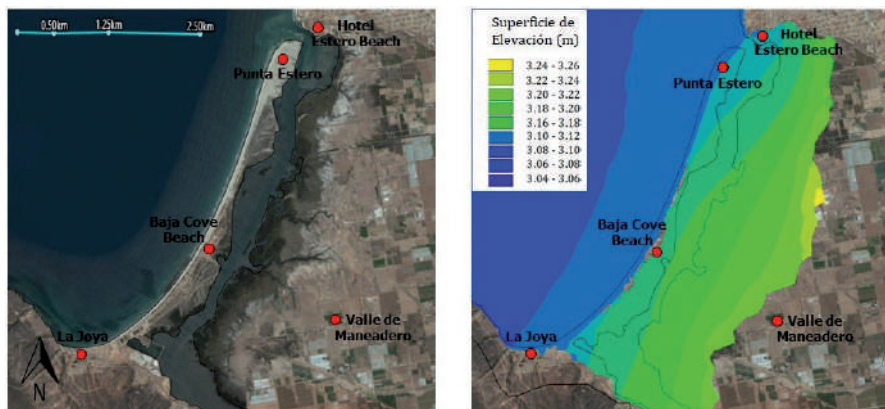 0.50km
1.25km
2.50km
Hotel
Estero Beach
Punta Estero
Baja Cove
Beach
La Joya
Valle de
Maneadero
N
Superficie de
Elevación (m)
3.24 - 3.26
3.22 - 3.24
3.20 - 3.22
3.18 - 3.20
3.16 - 3.18
3.10 - 3.12
3.08 - 3.10
3.06 - 3.08
3.04 - 3.06
Hotel
Estero Beach
Punta Estero
Baja Cove
Beach
La Joya
Valle de
Maneadero